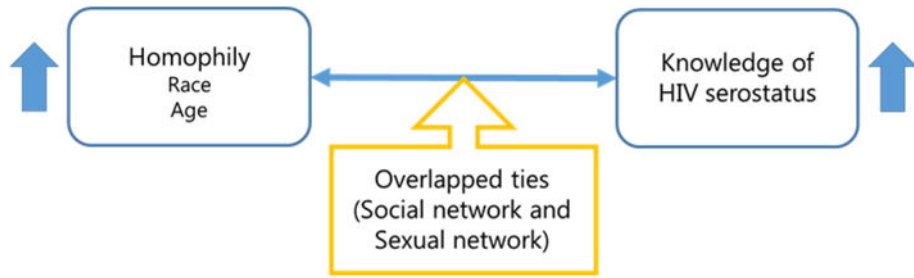 Homophily
Race
Age
Knowledge of
HIV serostatus
Overlapped ties
(Social network and
Sexual network)